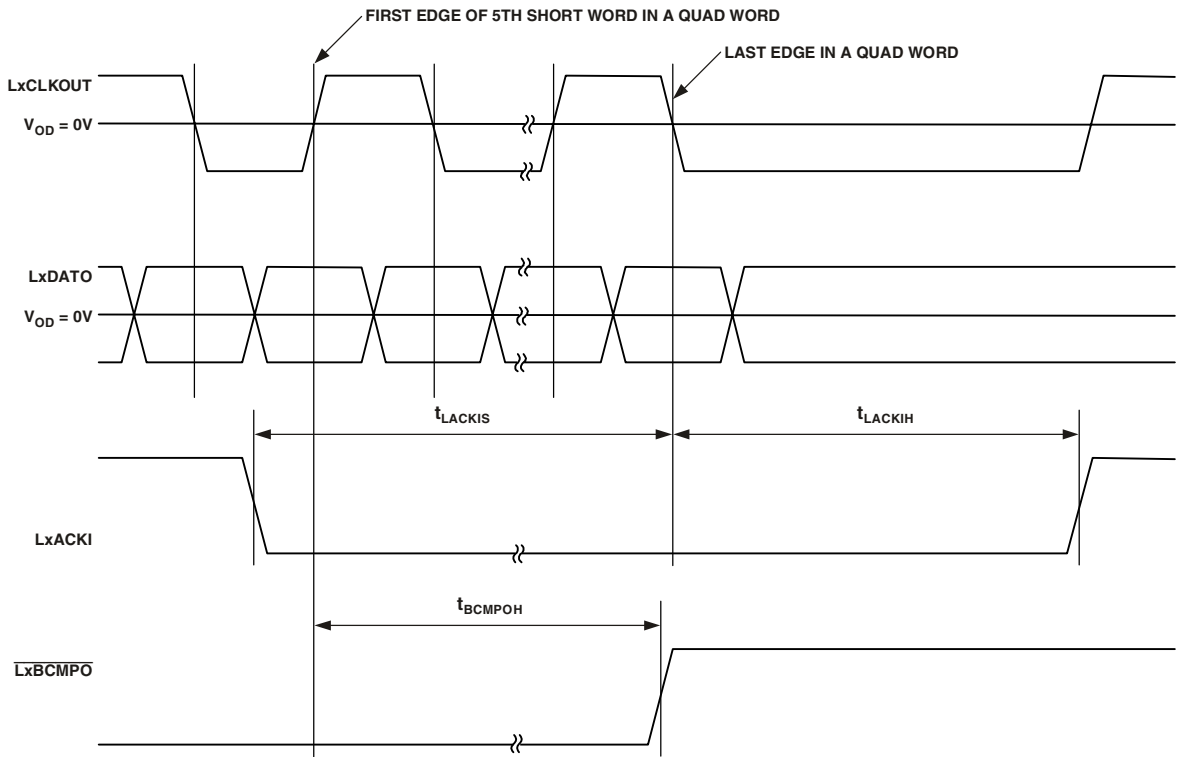 FIRST EDGE OF 5TH SHORT WORD IN A QUAD WORD
LAST EDGE IN A QUAD WORD
LxCLKOUT
VOD = 0V
LxDATO
VOD = 0V
tLACKIS
tLACKIH
LxACKI
tBCMPOH
LxBCMPO